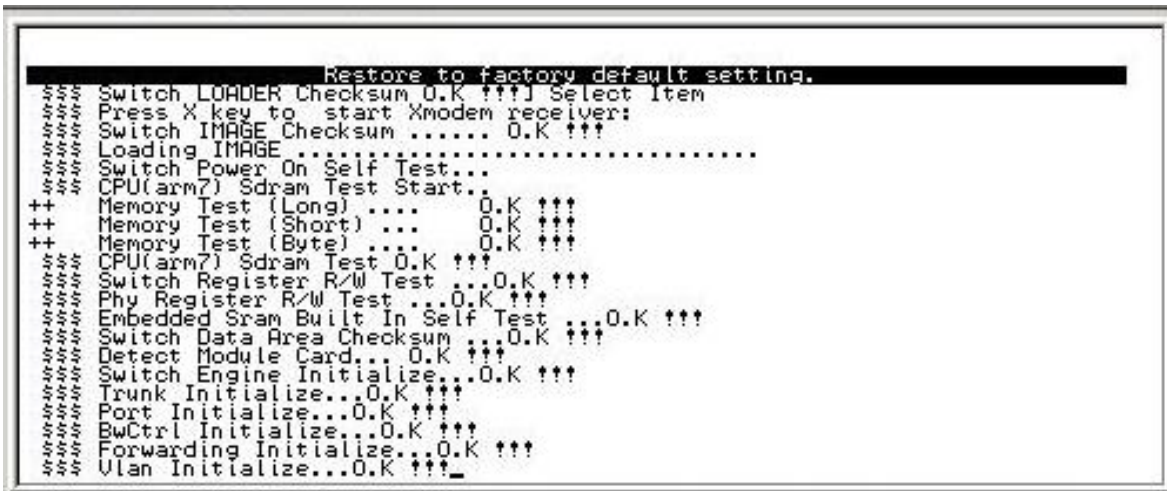 Restore to factory default setting.
$$$ Switch LOADER Checksum O.K !!!] Select Item
$$$ Press X key to  start Xmodem receiver:
$$$ Switch IMAGE Checksum ...... O.K !!!
$$$ Loading IMAGE ..................................
$$$ Switch Power On Self Test...
$$$ CPU(arm7) Sdram Test Start..
++    Memory Test (Long) ....     O.K !!!
++    Memory Test (Short) ...     O.K !!!
++    Memory Test (Byte) ....     O.K !!!
$$$ CPU(arm7) Sdram Test O.K !!!
$$$ Switch Register R/W Test ...O.K !!!
$$$ Phy Register R/W Test ...O.K !!!
$$$ Embedded Sram Built In Self Test ...O.K !!!
$$$ Switch Data Area Checksum ...O.K !!!
$$$ Detect Module Card... O.K !!!
$$$ Switch Engine Initialize...O.K !!!
$$$ Trunk Initialize...O.K !!!
$$$ Port Initialize...O.K !!!
$$$ BwCtrl Initialize...O.K !!!
$$$ Forwarding Initialize...O.K !!!
$$$ Vlan Initialize...O.K !!!_